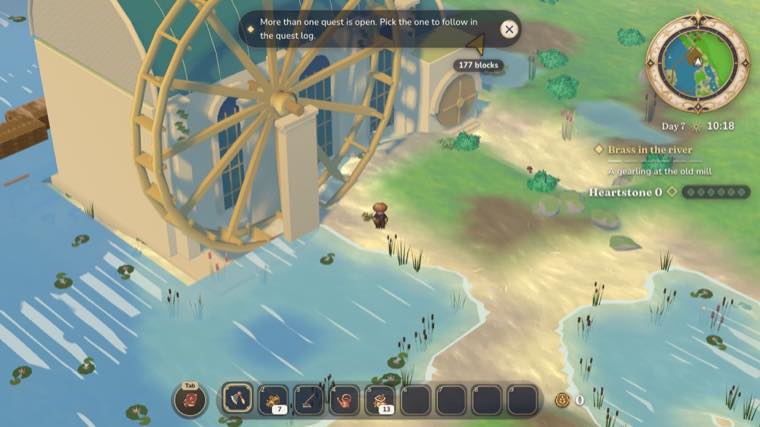 More than one quest is open. Pick the one to follow in
the quest log.
177 blocks
Day 7 10:18
Brass in the river
A gearling at the old mill
Heartstone 0
Tab
7
13
0